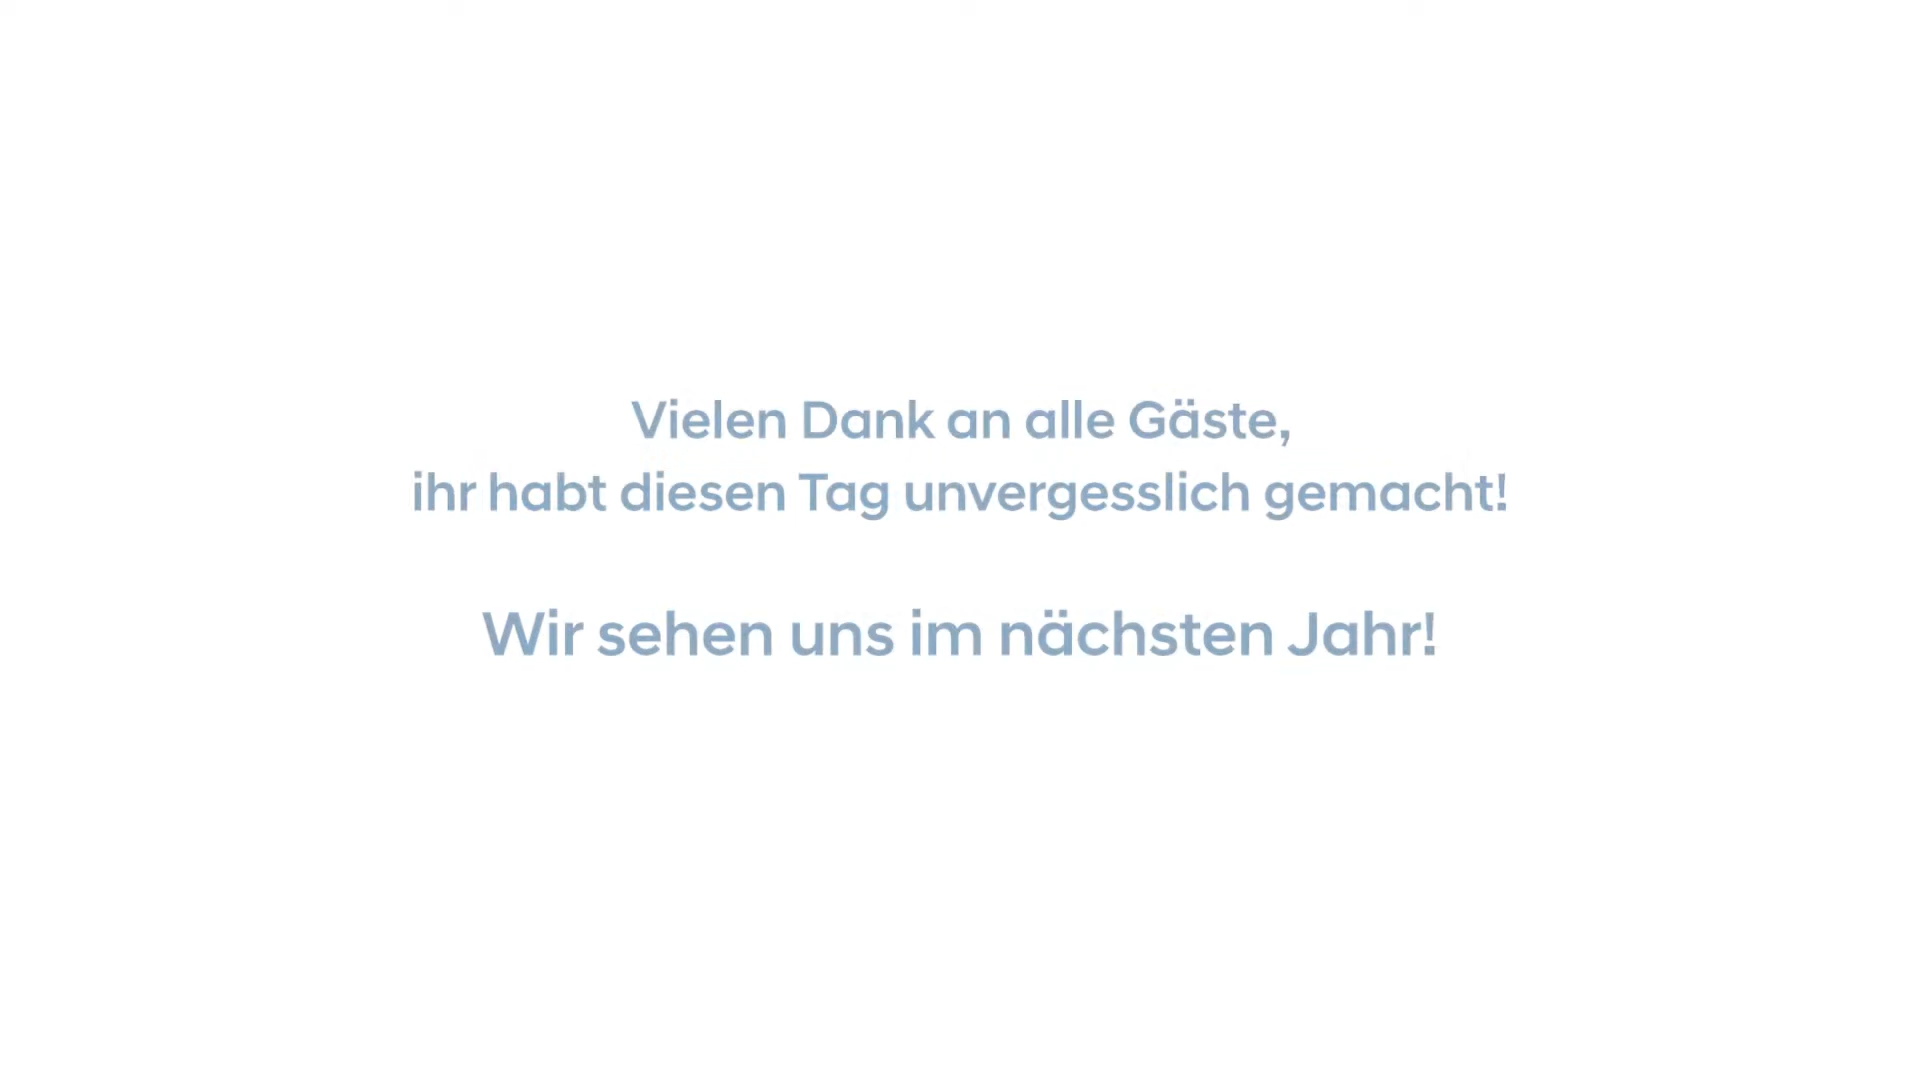 Vielen Dank an alle Gäste,
ihr habt diesen Tag unvergesslich gemacht!
Wir sehen uns im nächsten Jahr!